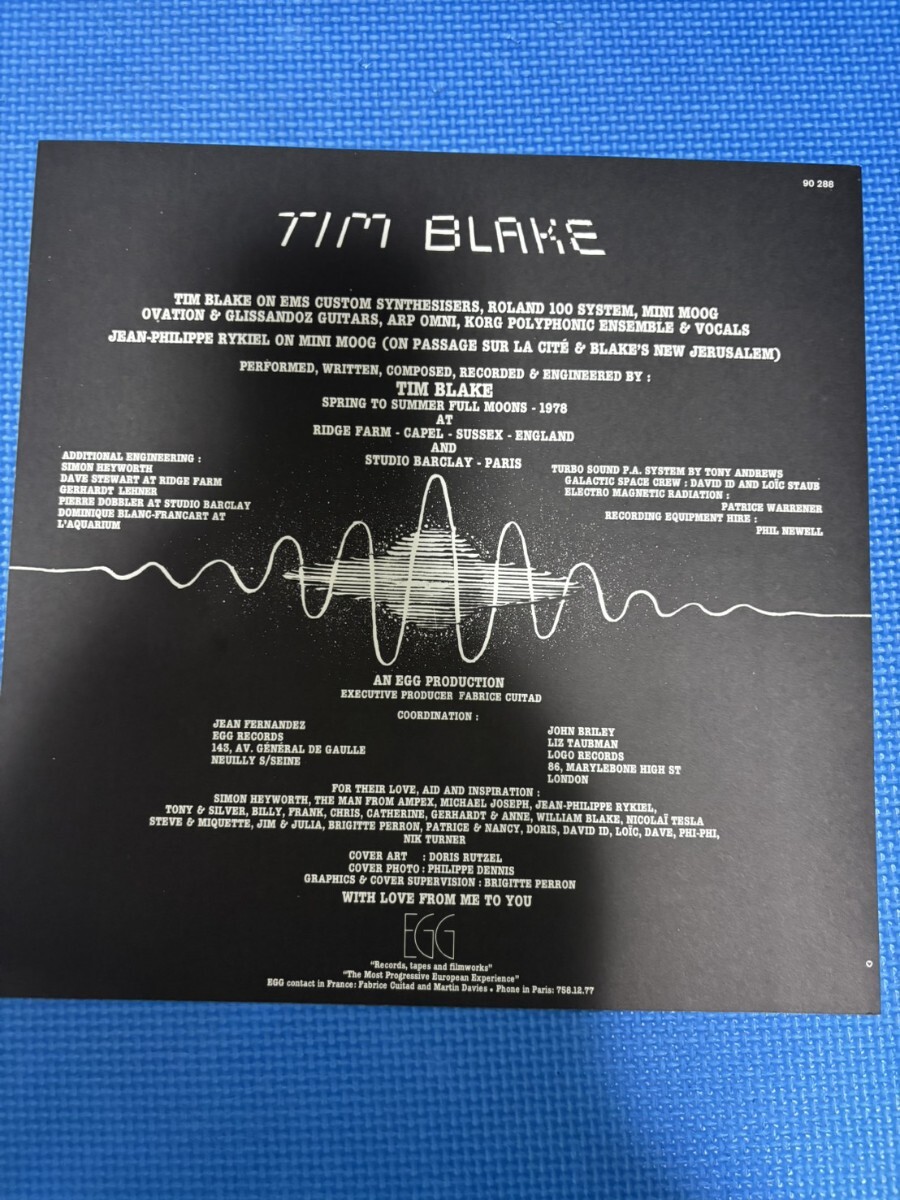 90 288
TIM BLAKE
TIM BLAKE ON EMS CUSTOM SYNTHESISERS, ROLAND 100 SYSTEM, MINI MOOG
OVATION & GLISSANDOZ GUITARS, ARP OMNI, KORG POLYPHONIC ENSEMBLE & VOCALS
JEAN-PHILIPPE RYKIEL ON MINI MOOG (ON PASSAGE SUR LA CITÉ & BLAKE'S NEW JERUSALEM)
PERFORMED, WRITTEN, COMPOSED, RECORDED & ENGINEERED BY :
TIM BLAKE
SPRING TO SUMMER FULL MOONS - 1978
AT
RIDGE FARM - CAPEL - SUSSEX - ENGLAND
AND
STUDIO BARCLAY - PARIS
ADDITIONAL ENGINEERING :
SIMON HEYWORTH
DAVE STEWART AT RIDGE FARM
GERHARDT LEHNER
PIERRE DOBBLER AT STUDIO BARCLAY
DOMINIQUE BLANC-FRANCART AT
L'AQUARIUM
TURBO SOUND P.A. SYSTEM BY TONY ANDREWS
GALACTIC SPACE CREW : DAVID ID AND LOÏC STAUB
ELECTRO MAGNETIC RADIATION :
PATRICE WARRENER
RECORDING EQUIPMENT HIRE :
PHIL NEWELL
AN EGG PRODUCTION
EXECUTIVE PRODUCER FABRICE CUITAD
COORDINATION :
JEAN FERNANDEZ
EGG RECORDS
143, AV. GÉNÉRAL DE GAULLE
NEUILLY S/SEINE
JOHN BRILEY
LIZ TAUBMAN
LOGO RECORDS
86, MARYLEBONE HIGH ST
LONDON
FOR THEIR LOVE, AID AND INSPIRATION :
SIMON HEYWORTH, THE MAN FROM AMPEX, MICHAEL JOSEPH, JEAN-PHILIPPE RYKIEL,
TONY & SILVER, BILLY, FRANK, CHRIS, CATHERINE, GERHARDT & ANNE, WILLIAM BLAKE, NICOLAÏ TESLA
STEVE & MIQUETTE, JIM & JULIA, BRIGITTE PERRON, PATRICE & NANCY, DORIS, DAVID ID, LOÏC, DAVE, PHI-PHI,
NIK TURNER
COVER ART : DORIS RUTZEL
COVER PHOTO : PHILIPPE DENNIS
GRAPHICS & COVER SUPERVISION : BRIGITTE PERRON
WITH LOVE FROM ME TO YOU
EGG
"Records, tapes and filmworks"
"The Most Progressive European Experience"
EGG contact in France: Fabrice Cuitad and Martin Davies • Phone in Paris: 758.12.77